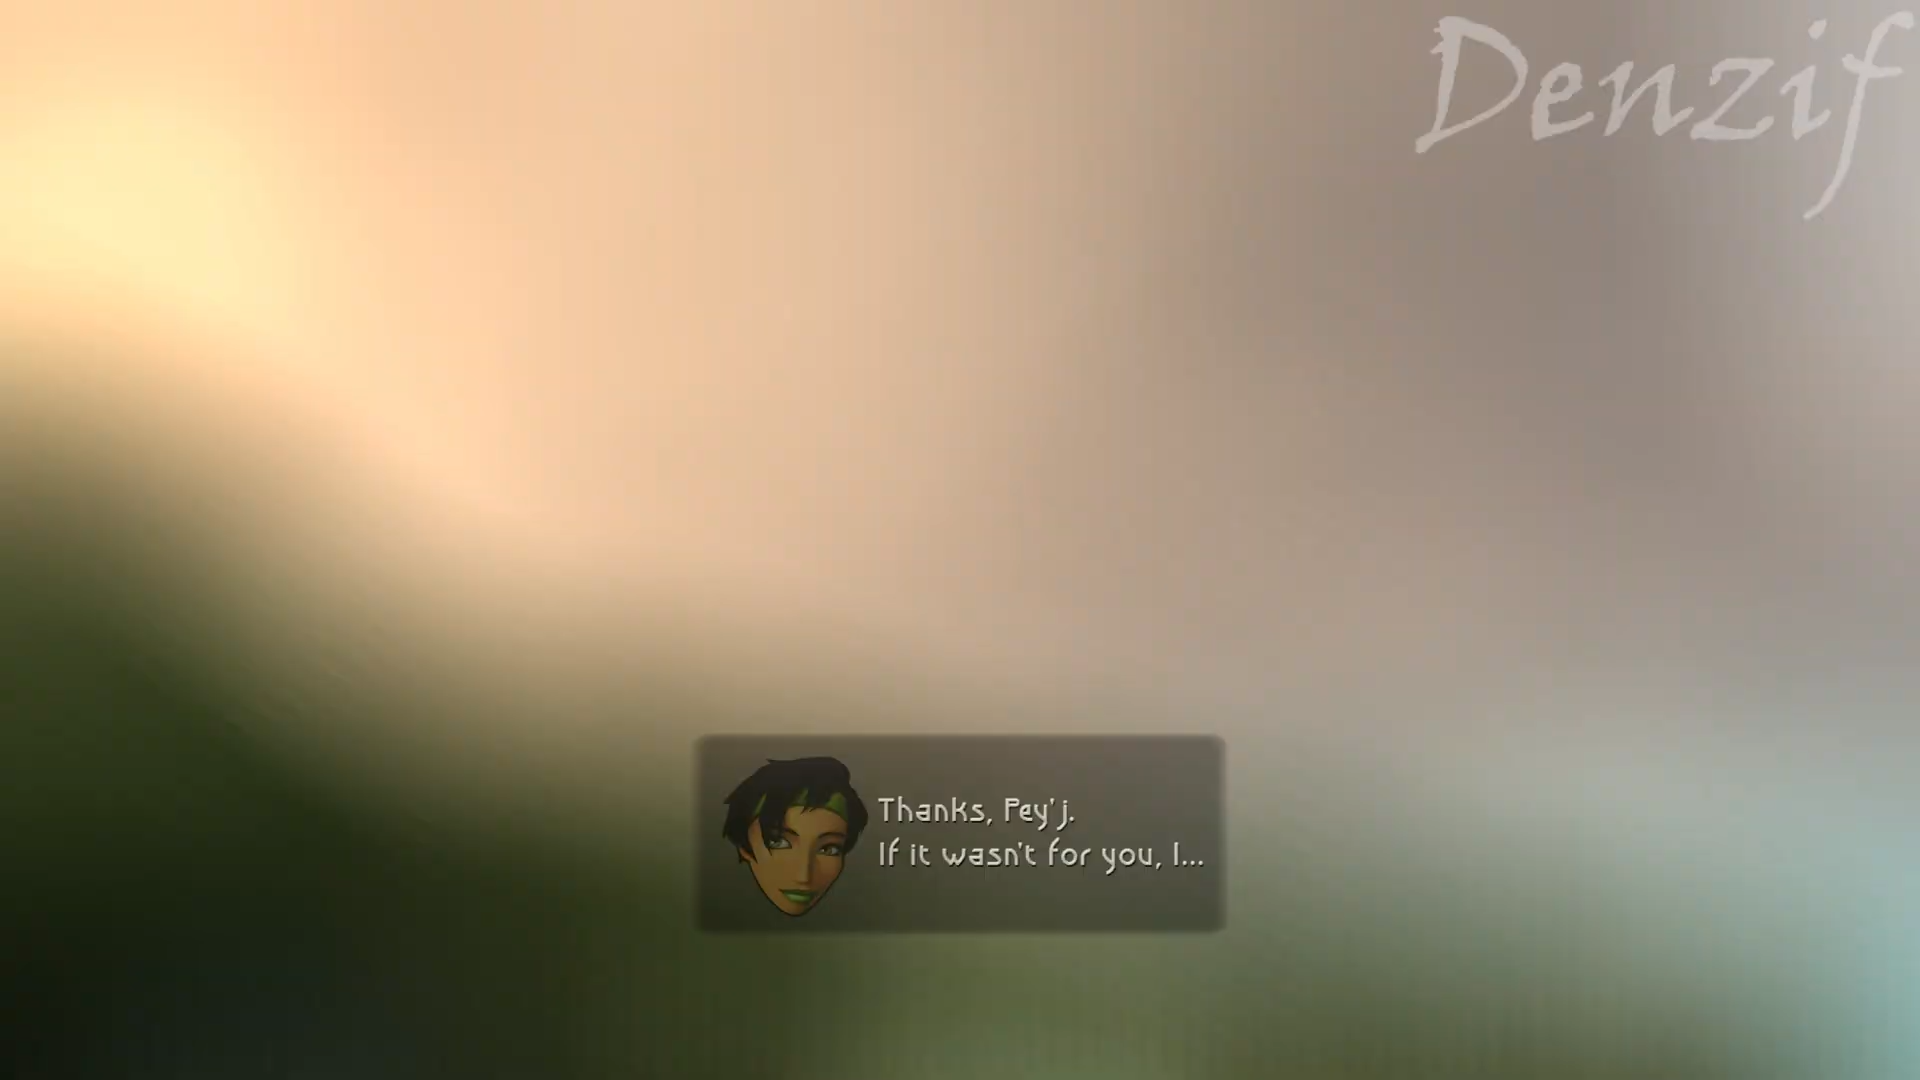 Denzif
Thanks, Pey'j.
If it wasn't for you, I...